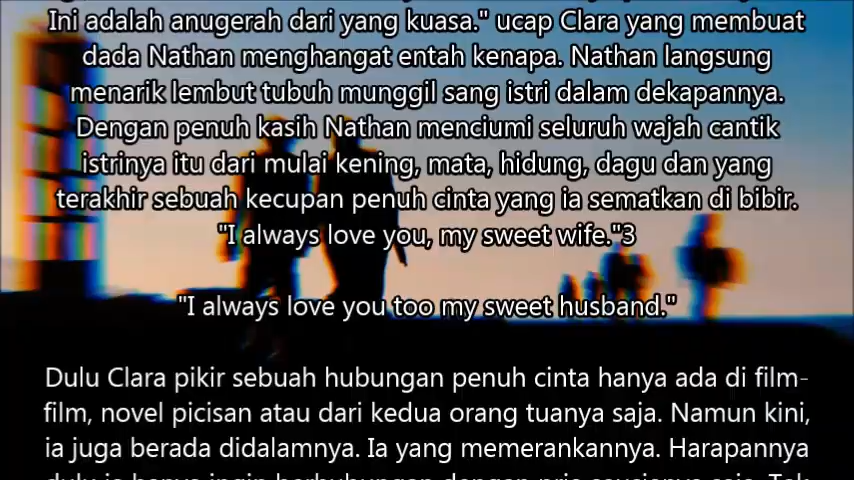 Ini adalah anugerah dari yang kuasa." ucap Clara yang membuat
dada Nathan menghangat entah kenapa. Nathan langsung
menarik lembut tubuh munggil sang istri dalam dekapannya.
Dengan penuh kasih Nathan menciumi seluruh wajah cantik
istrinya itu dari mulai kening, mata, hidung, dagu dan yang
terakhir sebuah kecupan penuh cinta yang ia sematkan di bibir.
"I always love you, my sweet wife."3
"I always love you too my sweet husband."
Dulu Clara pikir sebuah hubungan penuh cinta hanya ada di film-
film, novel picisan atau dari kedua orang tuanya saja. Namun kini,
ia juga berada didalamnya. Ia yang memerankannya. Harapannya